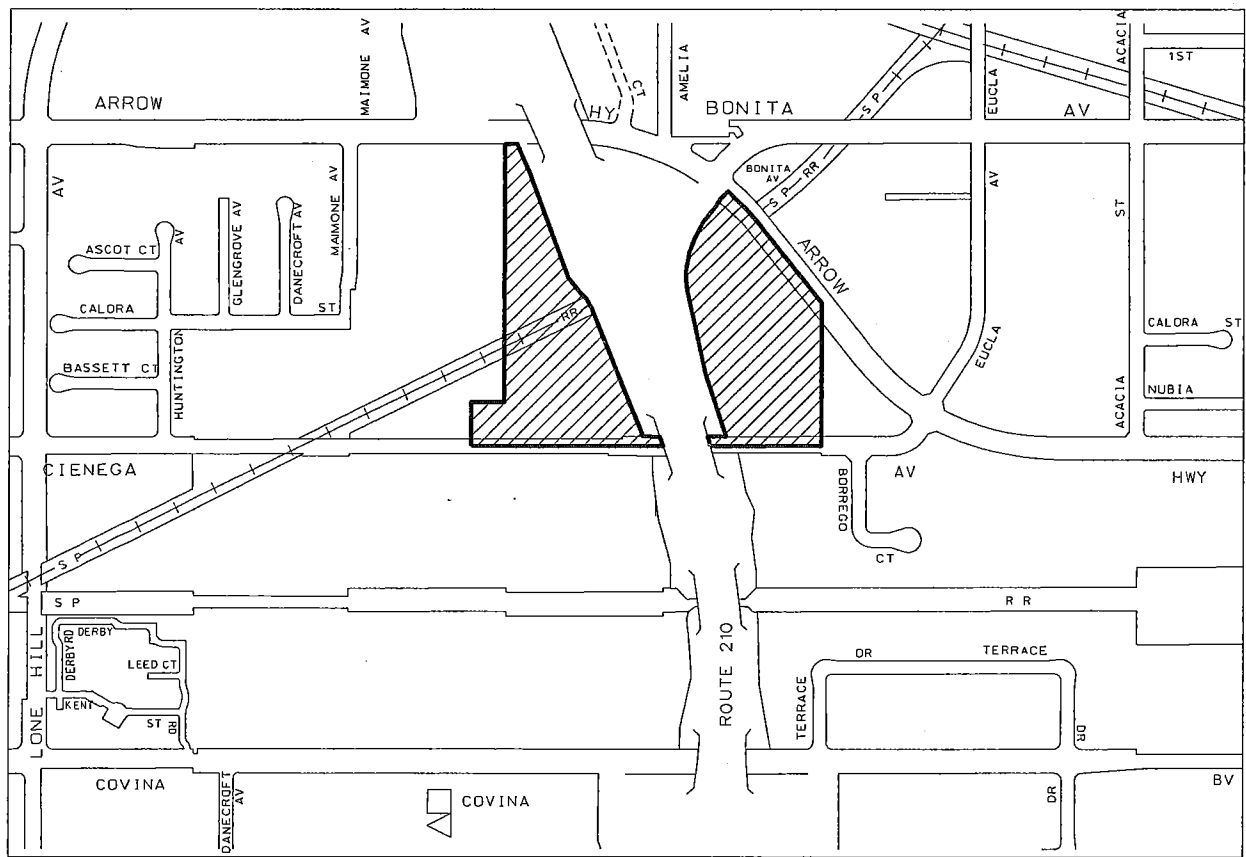 MAIMONE AV
ACACIA
1ST
ARROW
HY
CT
AMELIA
BONITA
SP
EUCLA
AV
AV
BONITA
AV
SP RR
AV
ST
MAIMONE AV
ASCOT CT
AV
GLENGROVE AV
DANECROFT AV
ARROW
CALORA
ST
RR
EUCLA
CALORA ST
BASSETT CT
HUNTINGTON
NUBIA
ACACIA
CIENEGA
BORREGO
AV
HWY
CT
S P
S P
R R
DERBY
DERBY RD
LEED CT
KENT
ST
RD
LONE HILL
ROUTE 210
DR
TERRACE
TERRACE
DR
COVINA
DANECROFT
AV
COVINA
DR
BV